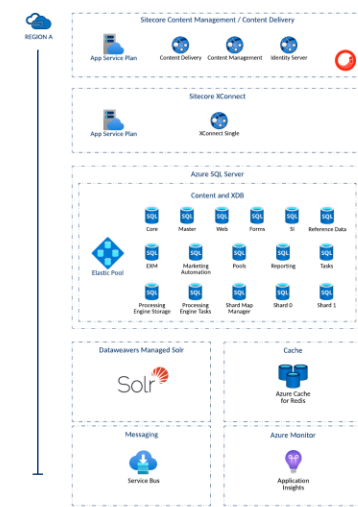 REGION A
Sitecore Content Management / Content Delivery
App Service Plan
Content Delivery
Content Management
Identity Server
Sitecore XConnect
App Service Plan
XConnect Single
Azure SQL Server
Content and XDB
Elastic Pool
SQL SQL SQL SQL SQL SQL
Core Master Web Forms SI Reference Data
SQL SQL SQL SQL SQL
EXM Marketing Pools Reporting Tasks
Automation
SQL SQL SQL SQL SQL
Processing Processing Shard Map Shard 0 Shard 1
Engine Storage Engine Tasks Manager
Dataweavers Managed Solr
Solr
Cache
Azure Cache
for Redis
Messaging
Service Bus
Azure Monitor
Application
Insights